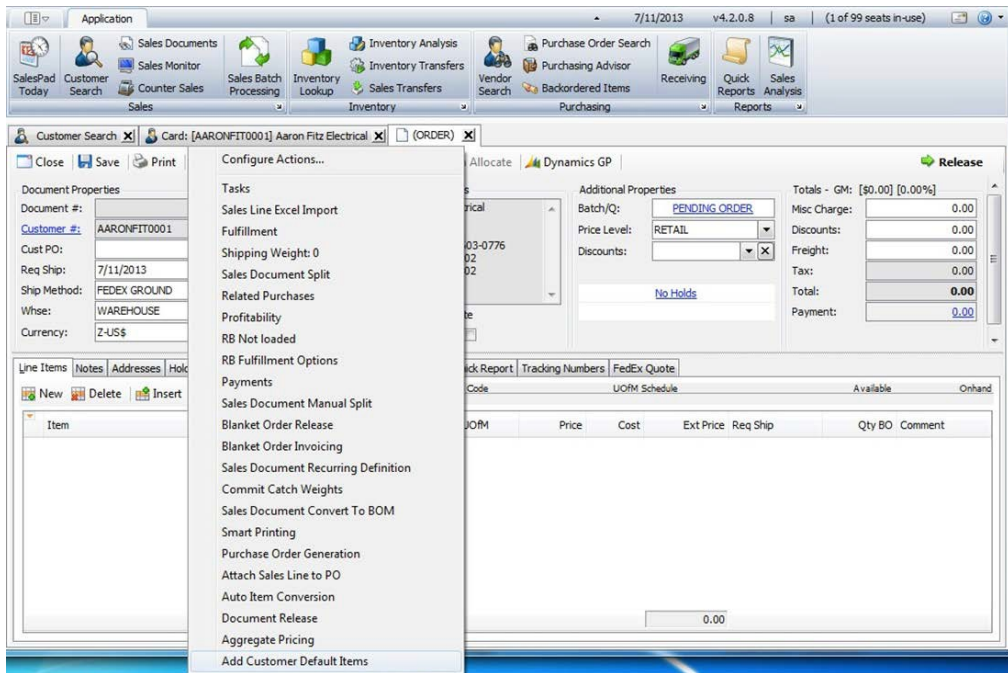 Application
7/11/2013 v4.2.0.8 | sa | (1 of 99 seats in-use)
SalesPad Today
Customer Search
Sales Documents
Sales Monitor
Counter Sales
Sales Batch Processing
Sales
Inventory Lookup
Inventory Analysis
Inventory Transfers
Sales Transfers
Inventory
Vendor Search
Purchase Order Search
Purchasing Advisor
Backordered Items
Receiving
Purchasing
Quick Reports
Sales Analysis
Reports
Customer Search
Card: [AARONFIT0001] Aaron Fitz Electrical
(ORDER)
Close Save Print
Allocate Dynamics GP Release
Document Properties
Document #:
Customer #: AARONFIT0001
Cust PO:
Req Ship: 7/11/2013
Ship Method: FEDEX GROUND
Whse: WAREHOUSE
Currency: Z-US$
Configure Actions...
Tasks
Sales Line Excel Import
Fulfillment
Shipping Weight: 0
Sales Document Split
Related Purchases
Profitability
RB Not loaded
RB Fulfillment Options
Payments
Sales Document Manual Split
Blanket Order Release
Blanket Order Invoicing
Sales Document Recurring Definition
Commit Catch Weights
Sales Document Convert To BOM
Smart Printing
Purchase Order Generation
Attach Sales Line to PO
Auto Item Conversion
Document Release
Aggregate Pricing
Add Customer Default Items
03-0776
02
02
Additional Properties
Batch/Q: PENDING ORDER
Price Level: RETAIL
Discounts:
No Holds
Totals - GM: [$0.00] [0.00%]
Misc Charge: 0.00
Discounts: 0.00
Freight: 0.00
Tax: 0.00
Total: 0.00
Payment: 0.00
Line Items Notes Addresses
Report Tracking Numbers FedEx Quote
New Delete Insert
Code UOfM Schedule Available Onhand
Item UOfM Price Cost Ext Price Req Ship Qty BO Comment
0.00